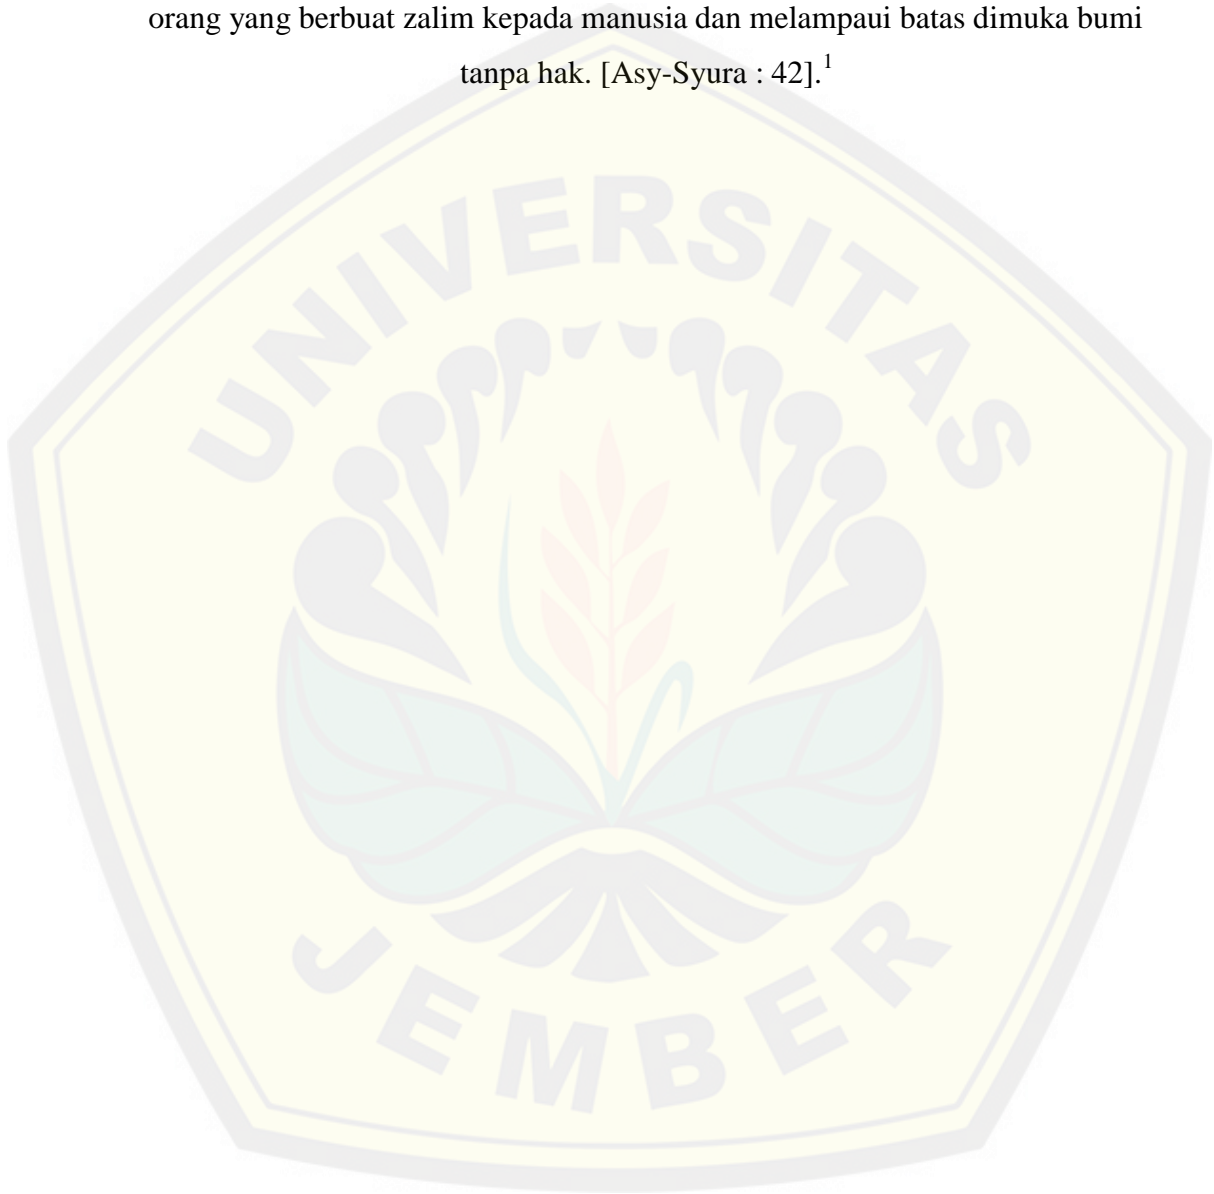 orang yang berbuat zalim kepada manusia dan melampaui batas dimuka bumi
tanpa hak. [Asy-Syura : 42].¹
UNIVERSITAS
JEMBER